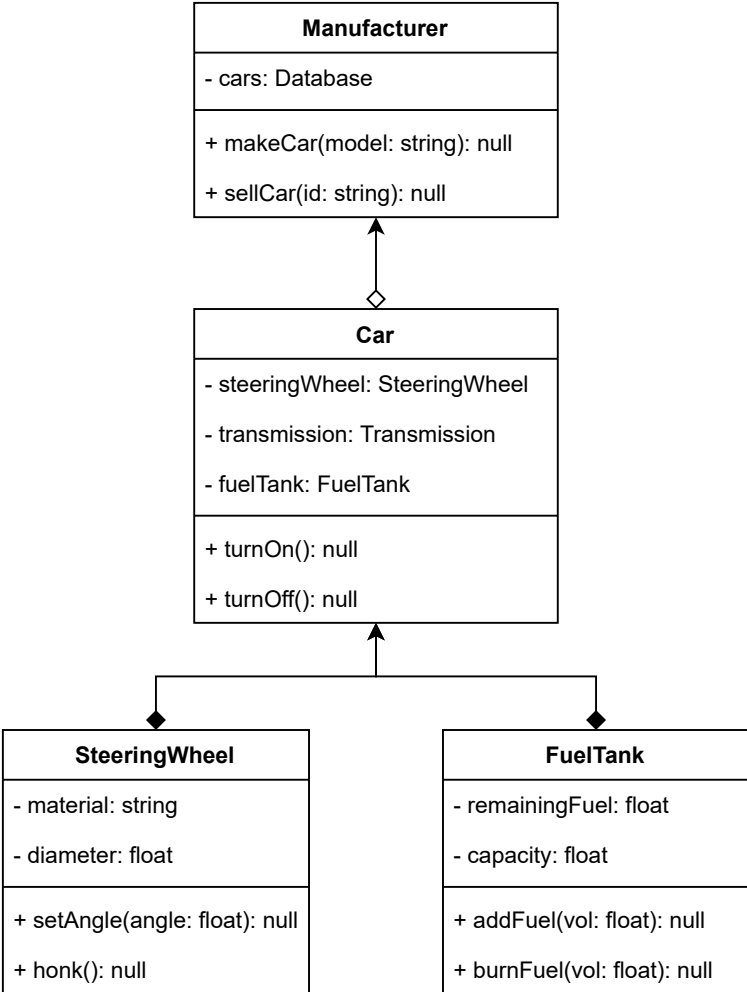 Manufacturer
- cars: Database
+ makeCar(model: string): null
+ sellCar(id: string): null
Car
- steeringWheel: SteeringWheel
- transmission: Transmission
- fuelTank: FuelTank
+ turnOn(): null
+ turnOff(): null
SteeringWheel
- material: string
- diameter: float
+ setAngle(angle: float): null
+ honk(): null
FuelTank
- remainingFuel: float
- capacity: float
+ addFuel(vol: float): null
+ burnFuel(vol: float): null